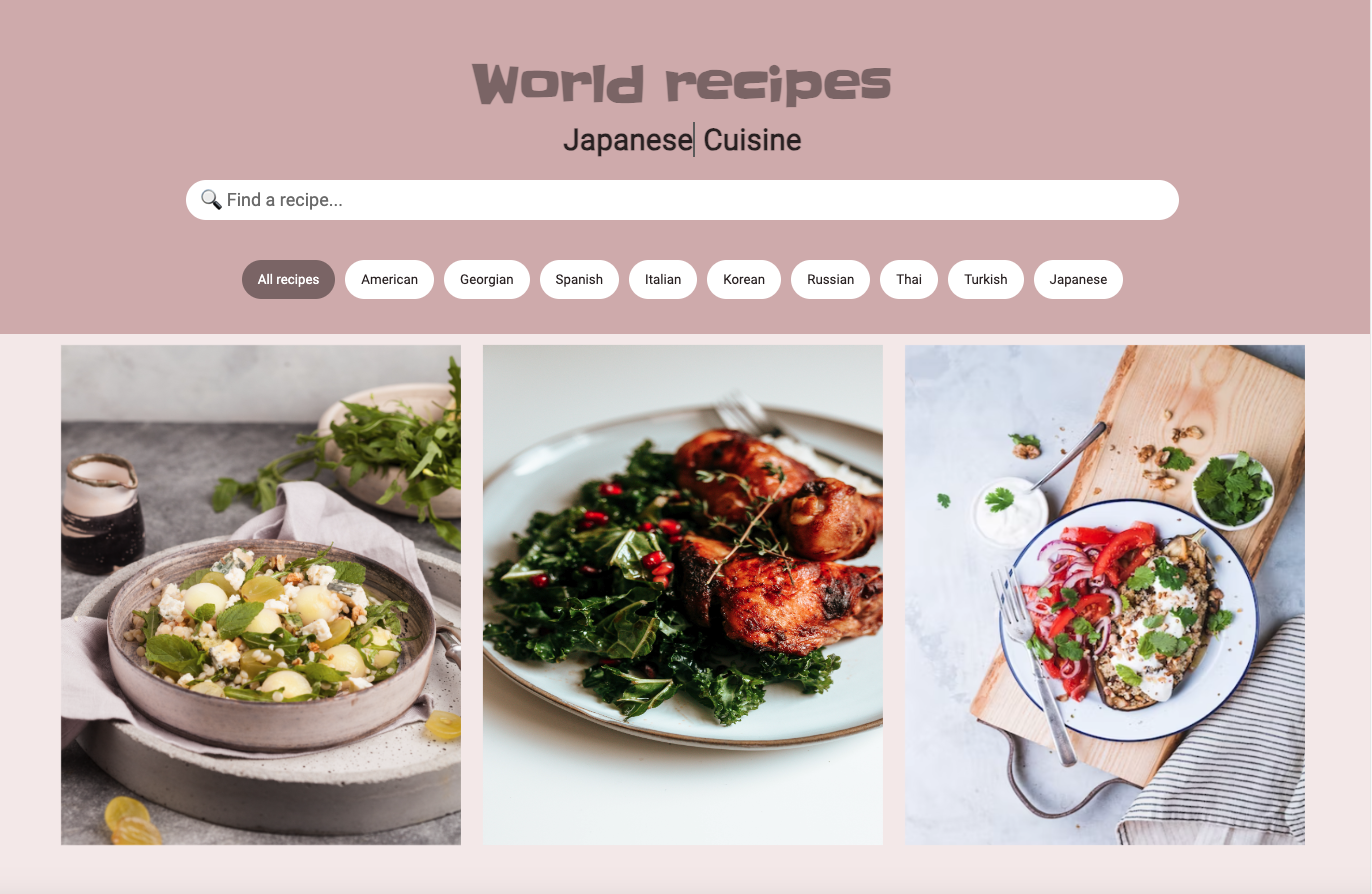 World recipes
Japanese| Cuisine
🔍 Find a recipe...
All recipes American Georgian Spanish Italian Korean Russian Thai Turkish Japanese